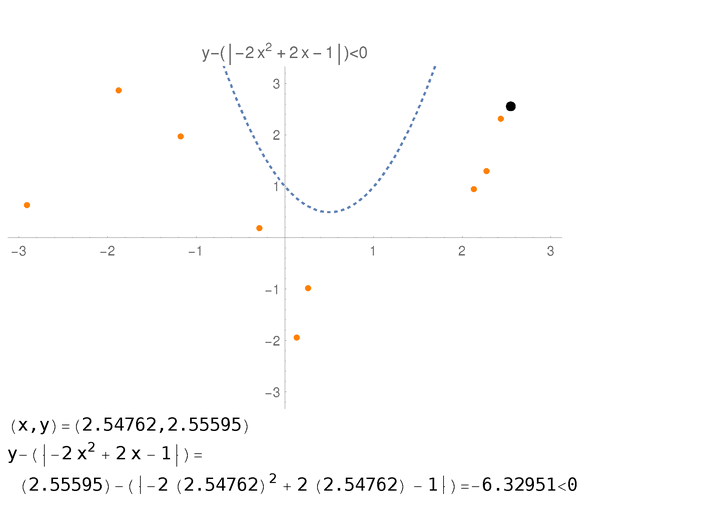 y−(|−2 x² + 2 x − 1|)<0
3
2
1
−3 −2 −1 1 2 3
−1
−2
−3
(x,y) = (2.54762,2.55595)
y− (|−2 x² + 2 x − 1|) =
(2.55595) − (|−2 (2.54762)² + 2 (2.54762) − 1|) =−6.32951<0